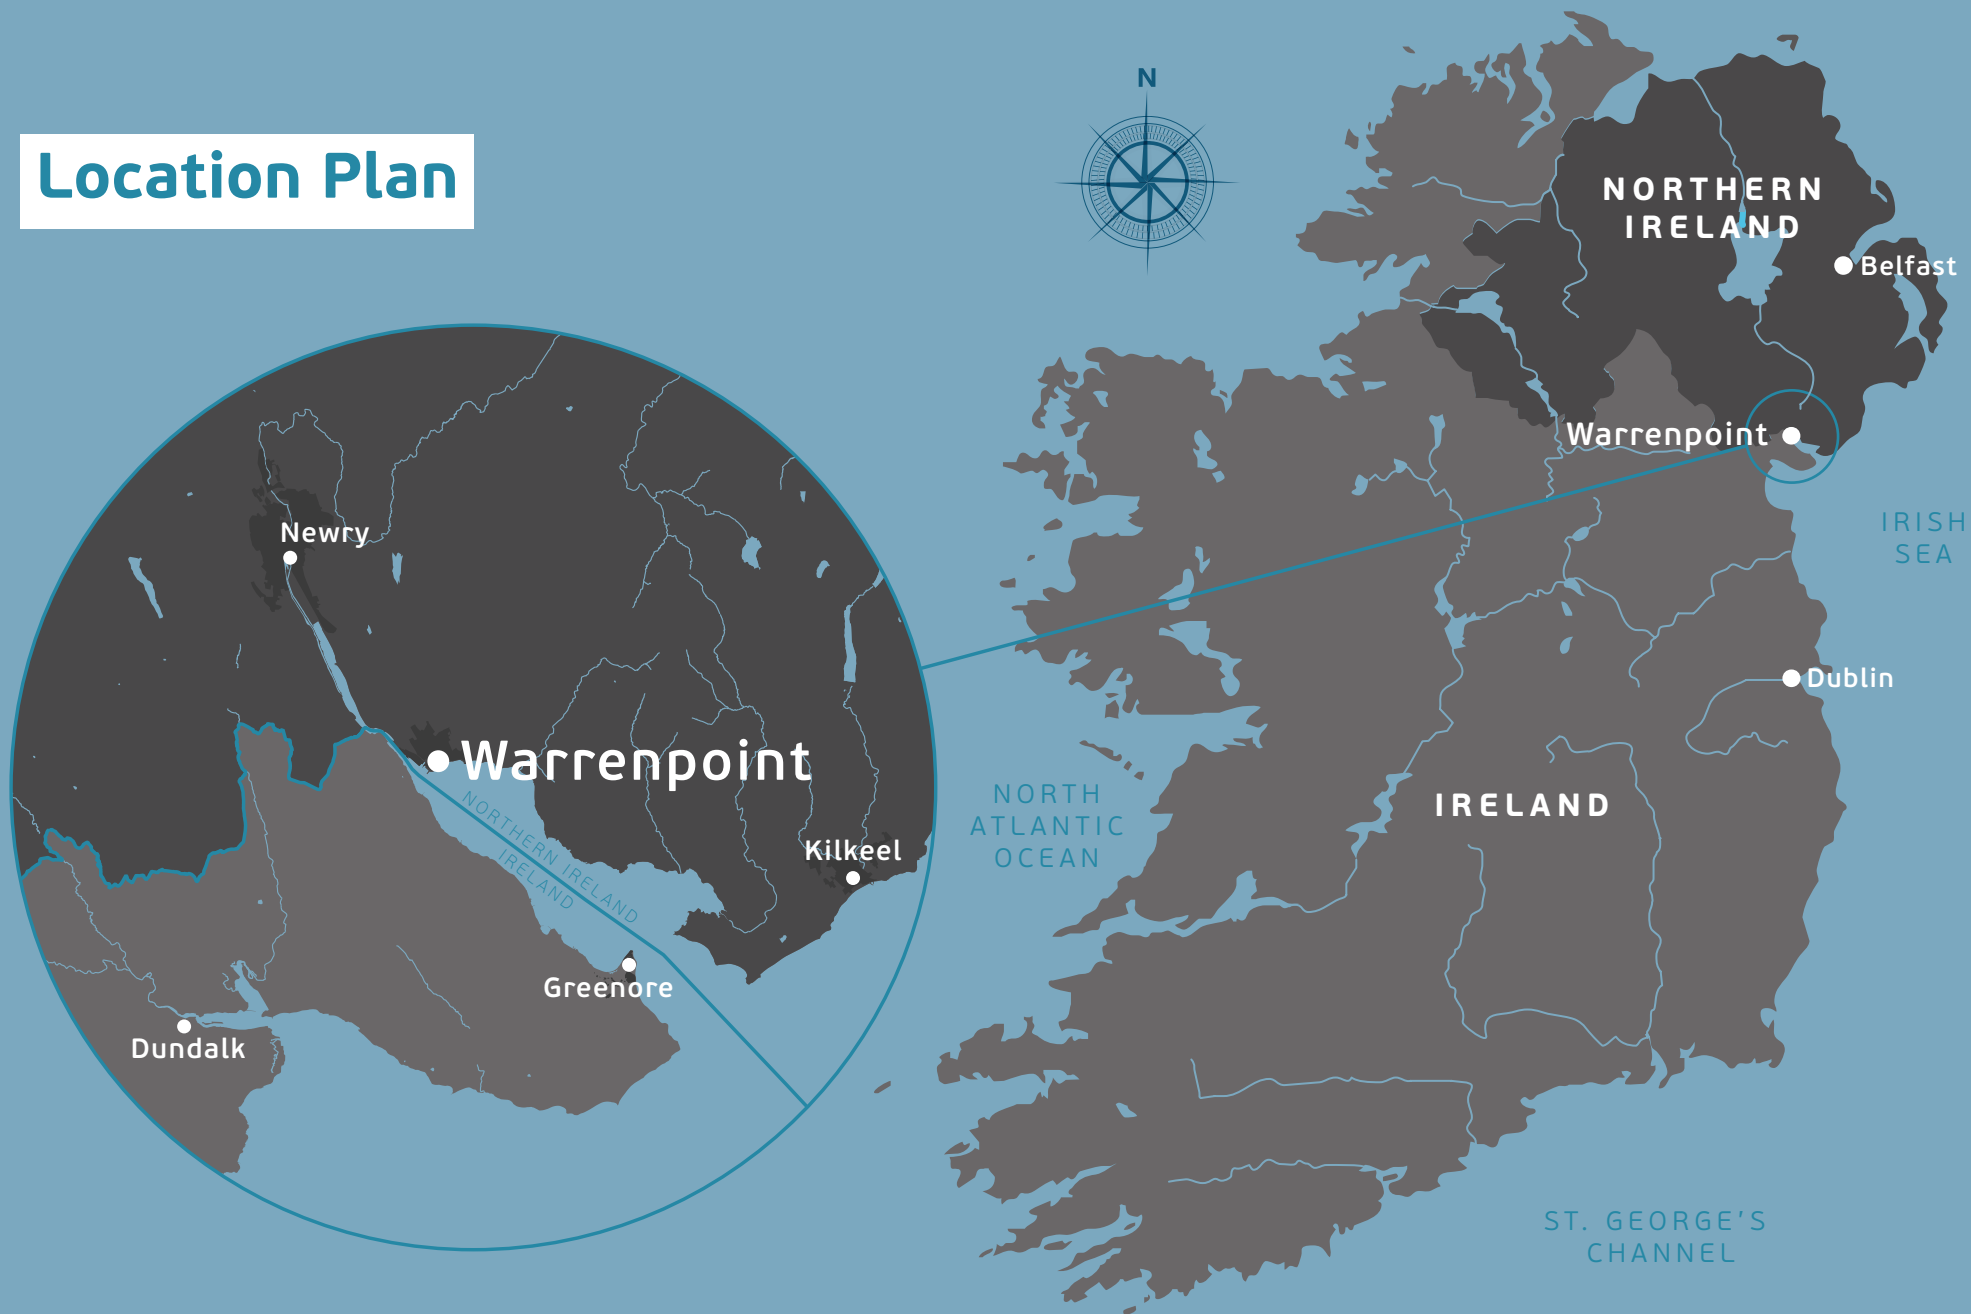 Location Plan
N
NORTHERN
IRELAND
Belfast
Warrenpoint
IRISH
SEA
Dublin
IRELAND
NORTH
ATLANTIC
OCEAN
ST. GEORGE'S
CHANNEL
Newry
Warrenpoint
NORTHERN IRELAND
IRELAND
Kilkeel
Greenore
Dundalk